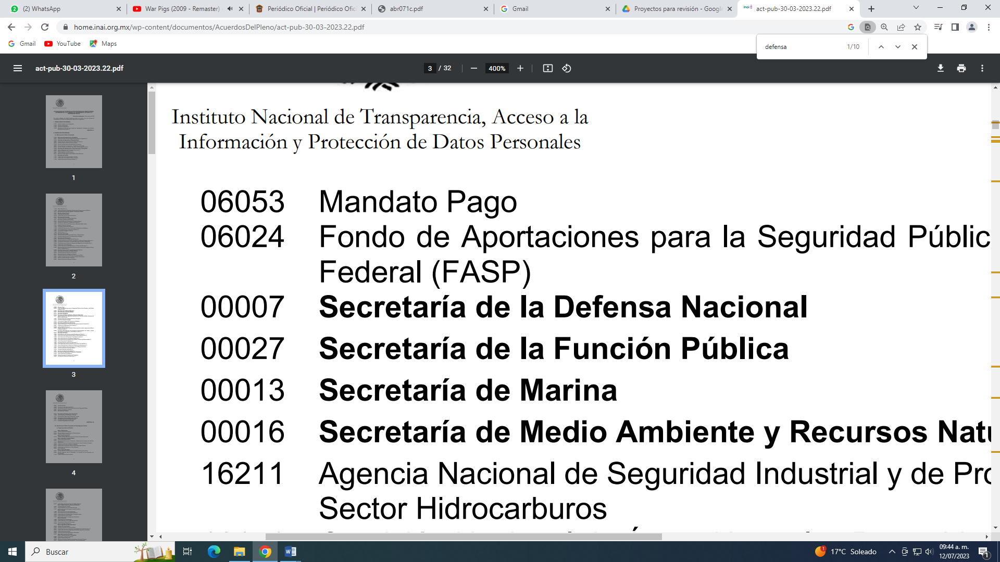 (2) WhatsApp
War Pigs (2009 - Remaster)
Periódico Oficial | Periódico Ofic
abr071c.pdf
Gmail
Proyectos para revisión - Google
act-pub-30-03-2023.22.pdf
home.inai.org.mx/wp-content/documentos/AcuerdosDelPleno/act-pub-30-03-2023.22.pdf
Gmail
YouTube
Maps
defensa
1/10
act-pub-30-03-2023.22.pdf
3 / 32
400%
Instituto Nacional de Transparencia, Acceso a la
Información y Protección de Datos Personales
06053 Mandato Pago
06024 Fondo de Aportaciones para la Seguridad Públic
Federal (FASP)
00007 Secretaría de la Defensa Nacional
00027 Secretaría de la Función Pública
00013 Secretaría de Marina
00016 Secretaría de Medio Ambiente y Recursos Natu
16211 Agencia Nacional de Seguridad Industrial y de Pro
Sector Hidrocarburos
1
2
3
4
Buscar
17°C Soleado
09:44 a. m.
12/07/2023
1